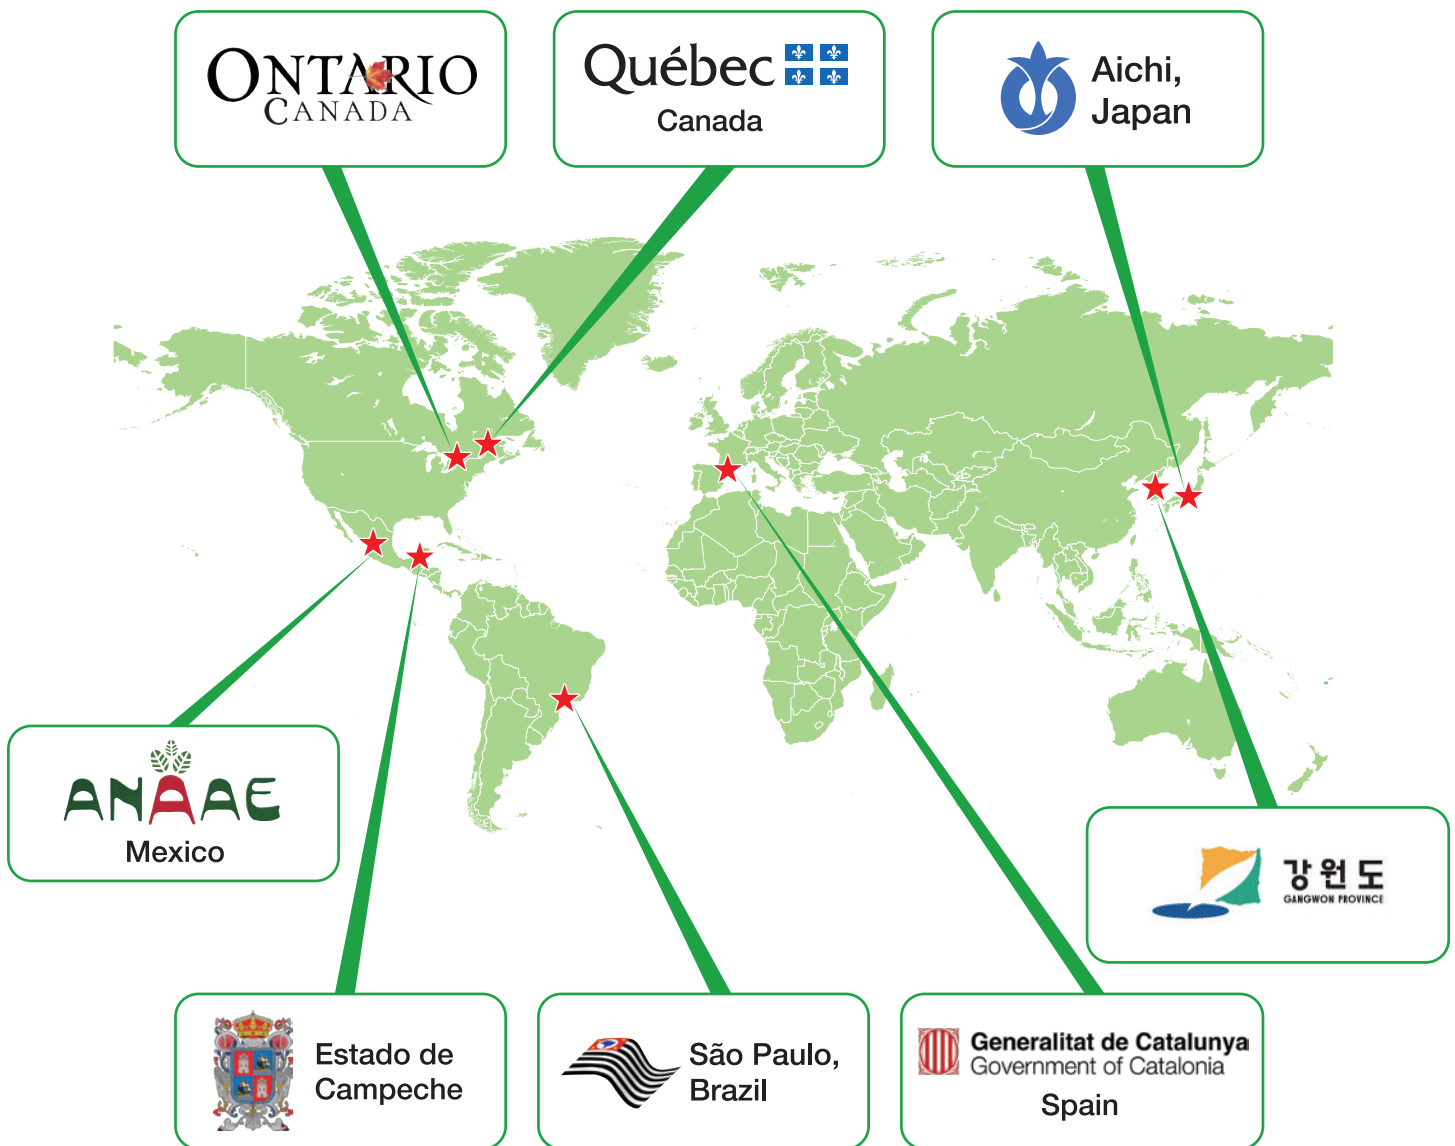 ONTARIO
CANADA
Québec
Canada
Aichi,
Japan
ANAAE
Mexico
강원도
GANGWON PROVINCE
Estado de
Campeche
São Paulo,
Brazil
Generalitat de Catalunya
Government of Catalonia
Spain